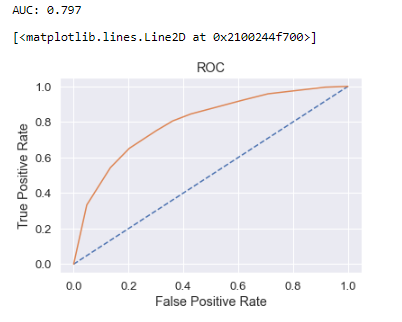 AUC: 0.797
[<matplotlib.lines.Line2D at 0x2100244f700>]
ROC
1.0
0.8
0.6
0.4
0.2
0.0
True Positive Rate
0.0 0.2 0.4 0.6 0.8 1.0
False Positive Rate